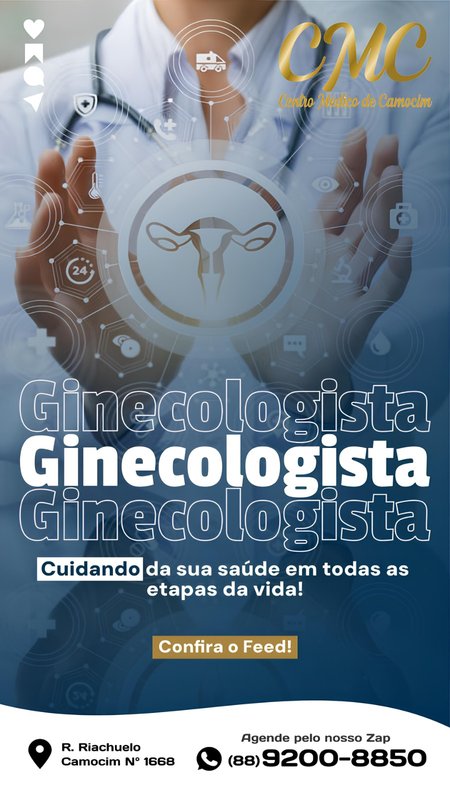 CMC
Centro Médico de Camocim
24
Ginecologista
Ginecologista
Ginecologista
Cuidando da sua saúde em todas as
etapas da vida!
Confira o Feed!
R. Riachuelo
Camocim Nº 1668
Agende pelo nosso Zap
(88) 9200-8850